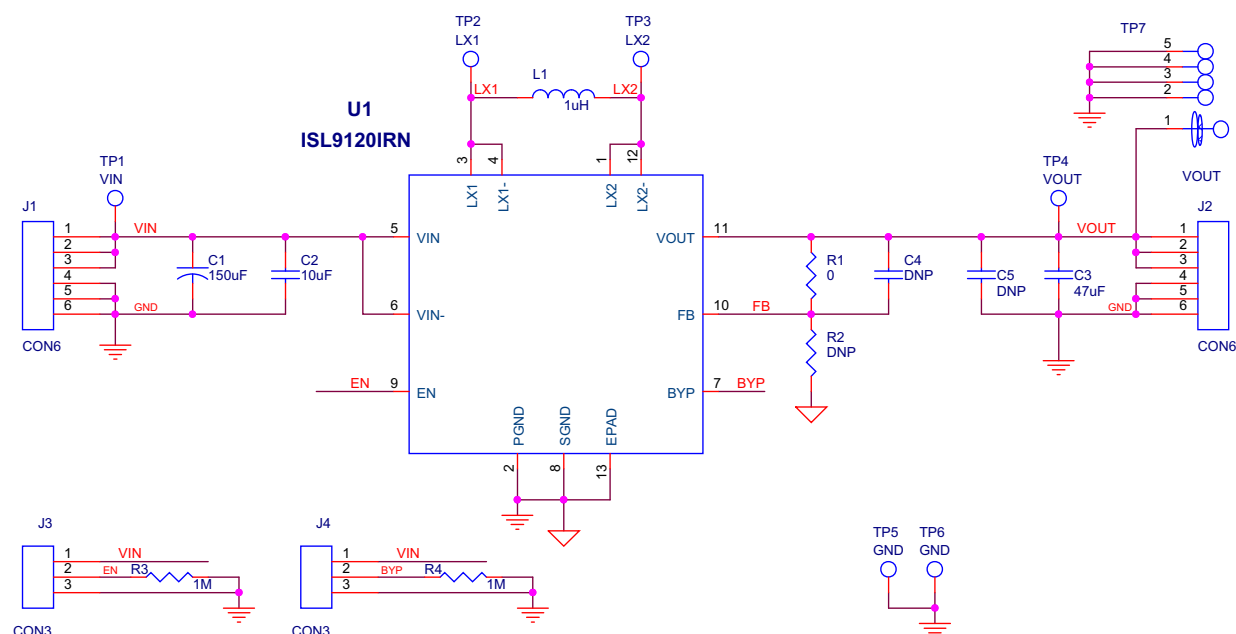 TP2
LX1
TP3
LX2
TP7
5
4
3
2
L1
LX1
LX2
1uH
U1
ISL9120IRN
1
VOUT
TP1
VIN
3
4
1
12
LX1
LX1-
LX2
LX2-
TP4
VOUT
J1
J2
1
2
3
4
5
6
VIN
GND
CON6
C1
150uF
C2
10uF
5
VIN
6
VIN-
EN
9
EN
VOUT
11
FB
10
FB
BYP
7
BYP
R1
0
C4
DNP
R2
DNP
C5
DNP
C3
47uF
VOUT
GND
1
2
3
4
5
6
CON6
PGND
SGND
EPAD
2
8
13
J3
1
2
3
VIN
EN
R3
1M
CON3
J4
1
2
3
VIN
BYP
R4
1M
CON3
TP5
GND
TP6
GND